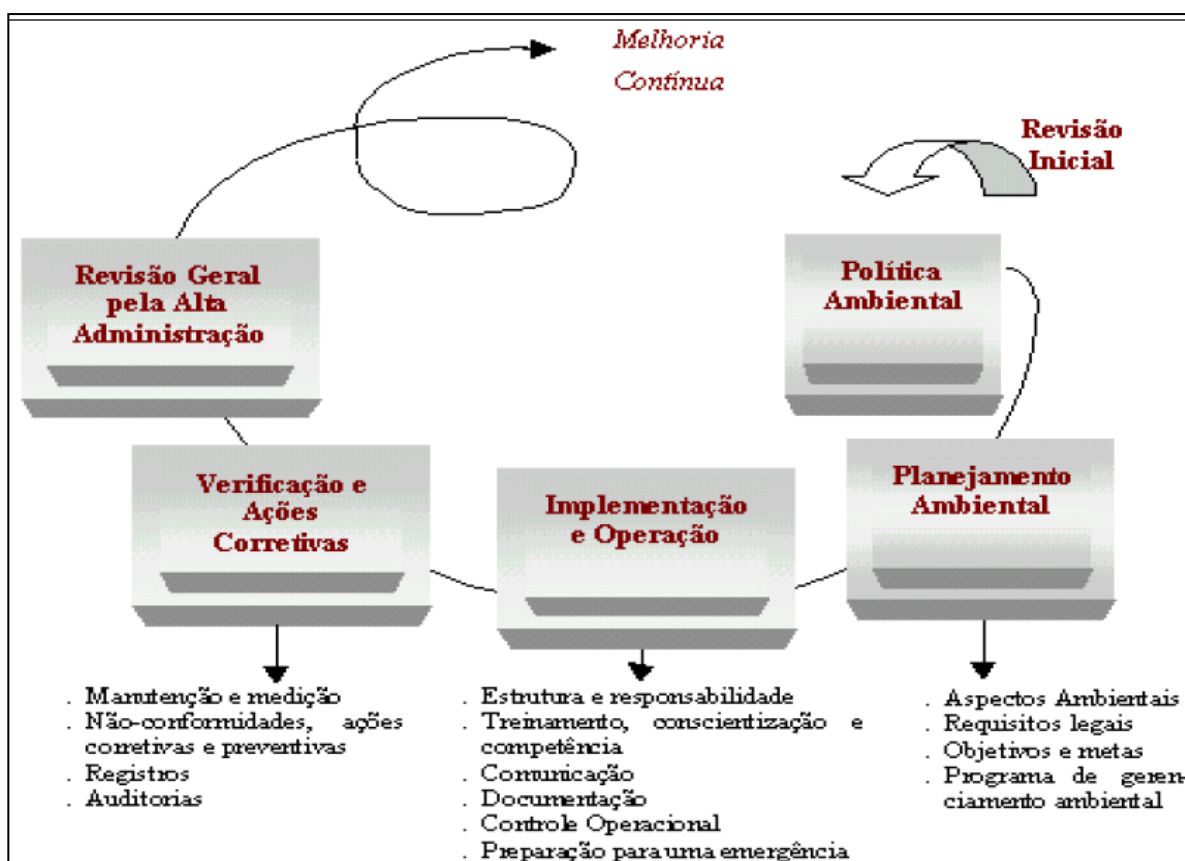 Melhoria
Contínua
Revisão
Inicial
Revisão Geral
pela Alta
Administração
Política
Ambiental
Verificação e
Ações
Corretivas
Implementação
e Operação
Planejamento
Ambiental
. Manutenção e medição
. Não-conformidades, ações
corretivas e preventivas
. Registros
. Auditorias
. Estrutura e responsabilidade
. Treinamento, conscientização e
competência
. Comunicação
. Documentação
. Controle Operacional
. Preparação para uma emergência
. Aspectos Ambientais
. Requisitos legais
. Objetivos e metas
. Programa de geren-
ciamento ambiental